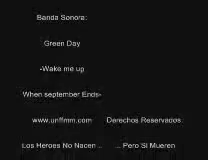 Banda Sonora:
Green Day
-Wake me up
When september Ends-
www.unffmm.com
Derechos Reservados
Los Heroes No Nacen ..
... Pero SI Mueren